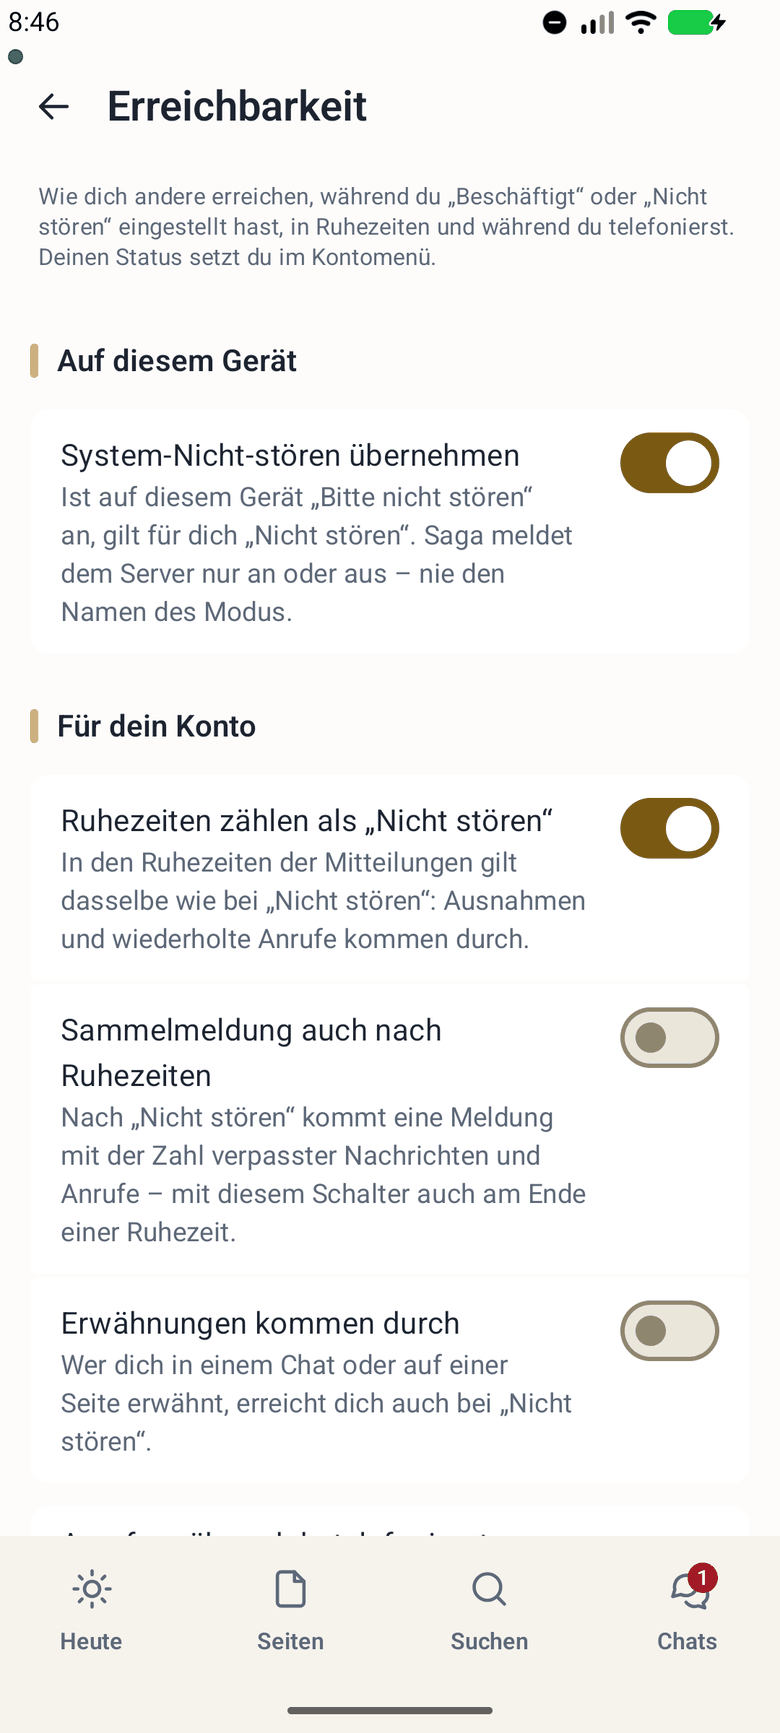 8:46
Erreichbarkeit
Wie dich andere erreichen, während du „Beschäftigt“ oder „Nicht
stören“ eingestellt hast, in Ruhezeiten und während du telefonierst.
Deinen Status setzt du im Kontomenü.
Auf diesem Gerät
System-Nicht-stören übernehmen
Ist auf diesem Gerät „Bitte nicht stören“
an, gilt für dich „Nicht stören“. Saga meldet
dem Server nur an oder aus – nie den
Namen des Modus.
Für dein Konto
Ruhezeiten zählen als „Nicht stören“
In den Ruhezeiten der Mitteilungen gilt
dasselbe wie bei „Nicht stören“: Ausnahmen
und wiederholte Anrufe kommen durch.
Sammelmeldung auch nach
Ruhezeiten
Nach „Nicht stören“ kommt eine Meldung
mit der Zahl verpasster Nachrichten und
Anrufe – mit diesem Schalter auch am Ende
einer Ruhezeit.
Erwähnungen kommen durch
Wer dich in einem Chat oder auf einer
Seite erwähnt, erreicht dich auch bei „Nicht
stören“.
1
Heute
Seiten
Suchen
Chats